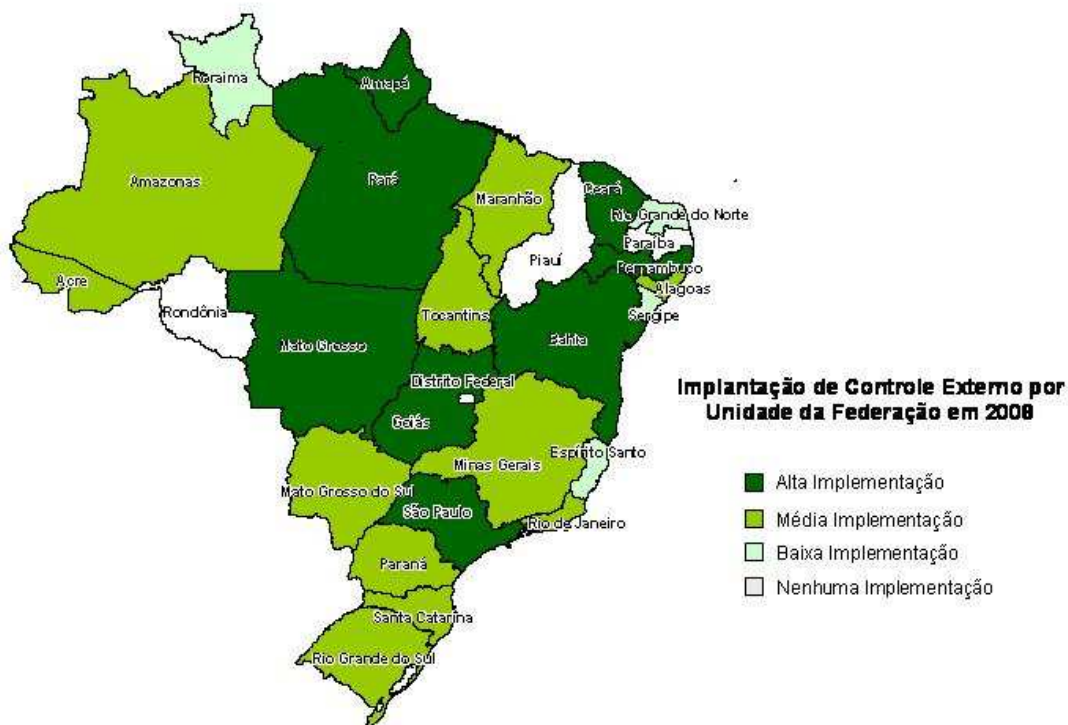 Roraima
Amapá
Amazonas
Pará
Maranhão
Ceará
Rio Grande do Norte
Paraíba
Piauí
Pernambuco
Acre
Alagoas
Rondônia
Tocantins
Sergipe
Mato Grosso
Bahia
Distrito Federal
Goiás
Espírito Santo
Minas Gerais
Mato Grosso do Sul
São Paulo
Rio de Janeiro
Paraná
Santa Catarina
Rio Grande do Sul
Implantação de Controle Externo por
Unidade da Federação em 2008
Alta Implementação
Média Implementação
Baixa Implementação
Nenhuma Implementação